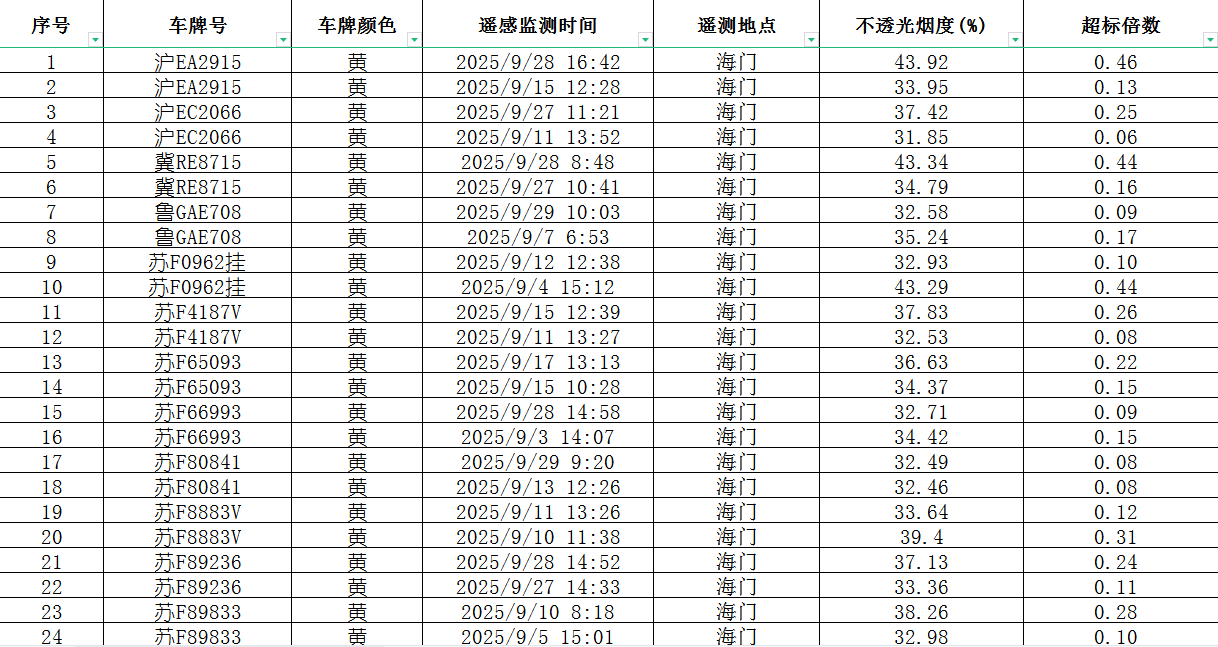 序号 车牌号 车牌颜色 遥感监测时间 遥测地点 不透光烟度(%) 超标倍数
1 沪EA2915 黄 2025/9/28 16:42 海门 43.92 0.46
2 沪EA2915 黄 2025/9/15 12:28 海门 33.95 0.13
3 沪EC2066 黄 2025/9/27 11:21 海门 37.42 0.25
4 沪EC2066 黄 2025/9/11 13:52 海门 31.85 0.06
5 冀RE8715 黄 2025/9/28 8:48 海门 43.34 0.44
6 冀RE8715 黄 2025/9/27 10:41 海门 34.79 0.16
7 鲁GAE708 黄 2025/9/29 10:03 海门 32.58 0.09
8 鲁GAE708 黄 2025/9/7 6:53 海门 35.24 0.17
9 苏F0962挂 黄 2025/9/12 12:38 海门 32.93 0.10
10 苏F0962挂 黄 2025/9/4 15:12 海门 43.29 0.44
11 苏F4187V 黄 2025/9/15 12:39 海门 37.83 0.26
12 苏F4187V 黄 2025/9/11 13:27 海门 32.53 0.08
13 苏F65093 黄 2025/9/17 13:13 海门 36.63 0.22
14 苏F65093 黄 2025/9/15 10:28 海门 34.37 0.15
15 苏F66993 黄 2025/9/28 14:58 海门 32.71 0.09
16 苏F66993 黄 2025/9/3 14:07 海门 34.42 0.15
17 苏F80841 黄 2025/9/29 9:20 海门 32.49 0.08
18 苏F80841 黄 2025/9/13 12:26 海门 32.46 0.08
19 苏F8883V 黄 2025/9/11 13:26 海门 33.64 0.12
20 苏F8883V 黄 2025/9/10 11:38 海门 39.4 0.31
21 苏F89236 黄 2025/9/28 14:52 海门 37.13 0.24
22 苏F89236 黄 2025/9/27 14:33 海门 33.36 0.11
23 苏F89833 黄 2025/9/10 8:18 海门 38.26 0.28
24 苏F89833 黄 2025/9/5 15:01 海门 32.98 0.10